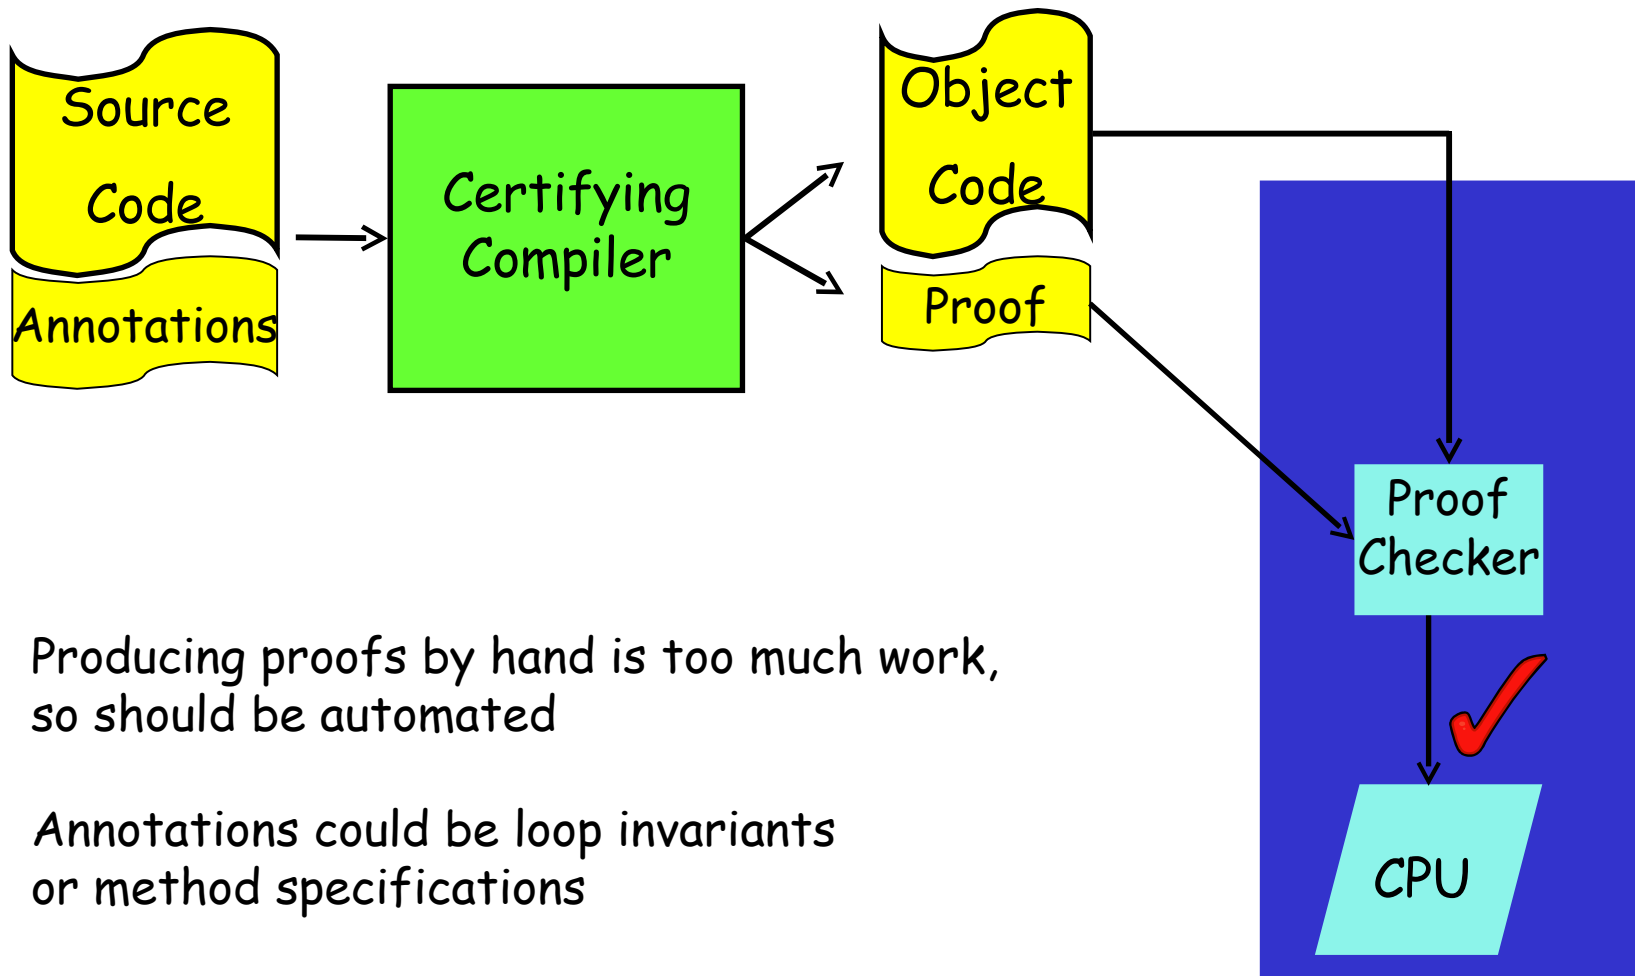 Source
Code
Annotations
Certifying
Compiler
Object
Code
Proof
Proof
Checker
CPU
Producing proofs by hand is too much work,
so should be automated
Annotations could be loop invariants
or method specifications